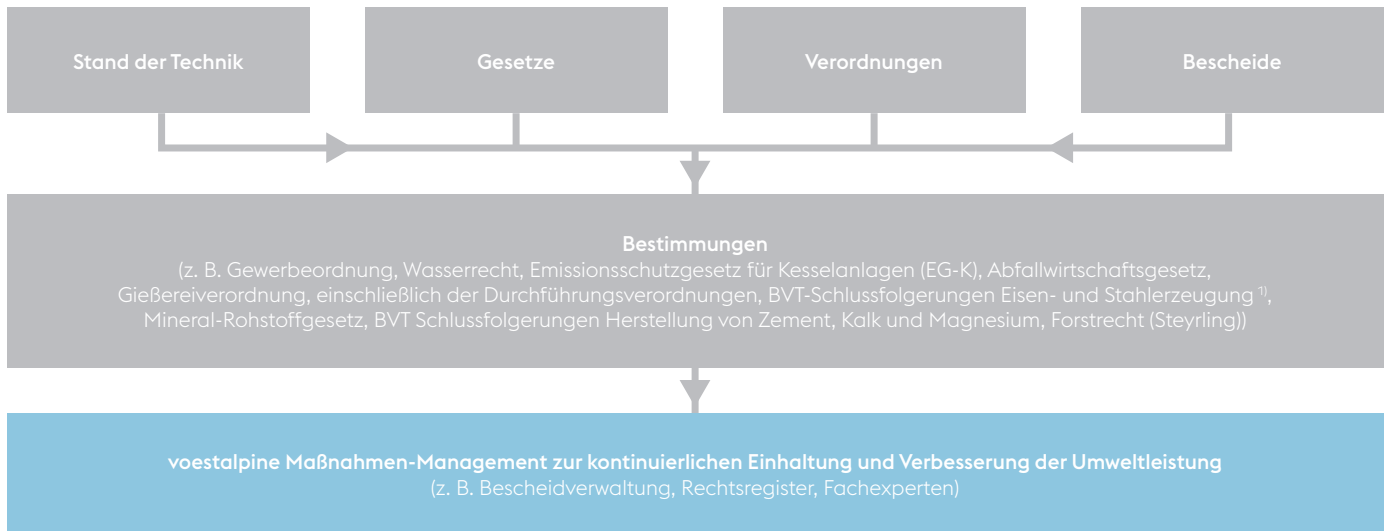 Stand der Technik
Gesetze
Verordnungen
Bescheide
Bestimmungen
(z. B. Gewerbeordnung, Wasserrecht, Emissionsschutzgesetz für Kesselanlagen (EG-K), Abfallwirtschaftsgesetz,
Gießereiverordnung, einschließlich der Durchführungsverordnungen, BVT-Schlussfolgerungen Eisen- und Stahlerzeugung ¹⁾,
Mineral-Rohstoffgesetz, BVT Schlussfolgerungen Herstellung von Zement, Kalk und Magnesium, Forstrecht (Steyrling))
voestalpine Maßnahmen-Management zur kontinuierlichen Einhaltung und Verbesserung der Umweltleistung
(z. B. Bescheidverwaltung, Rechtsregister, Fachexperten)